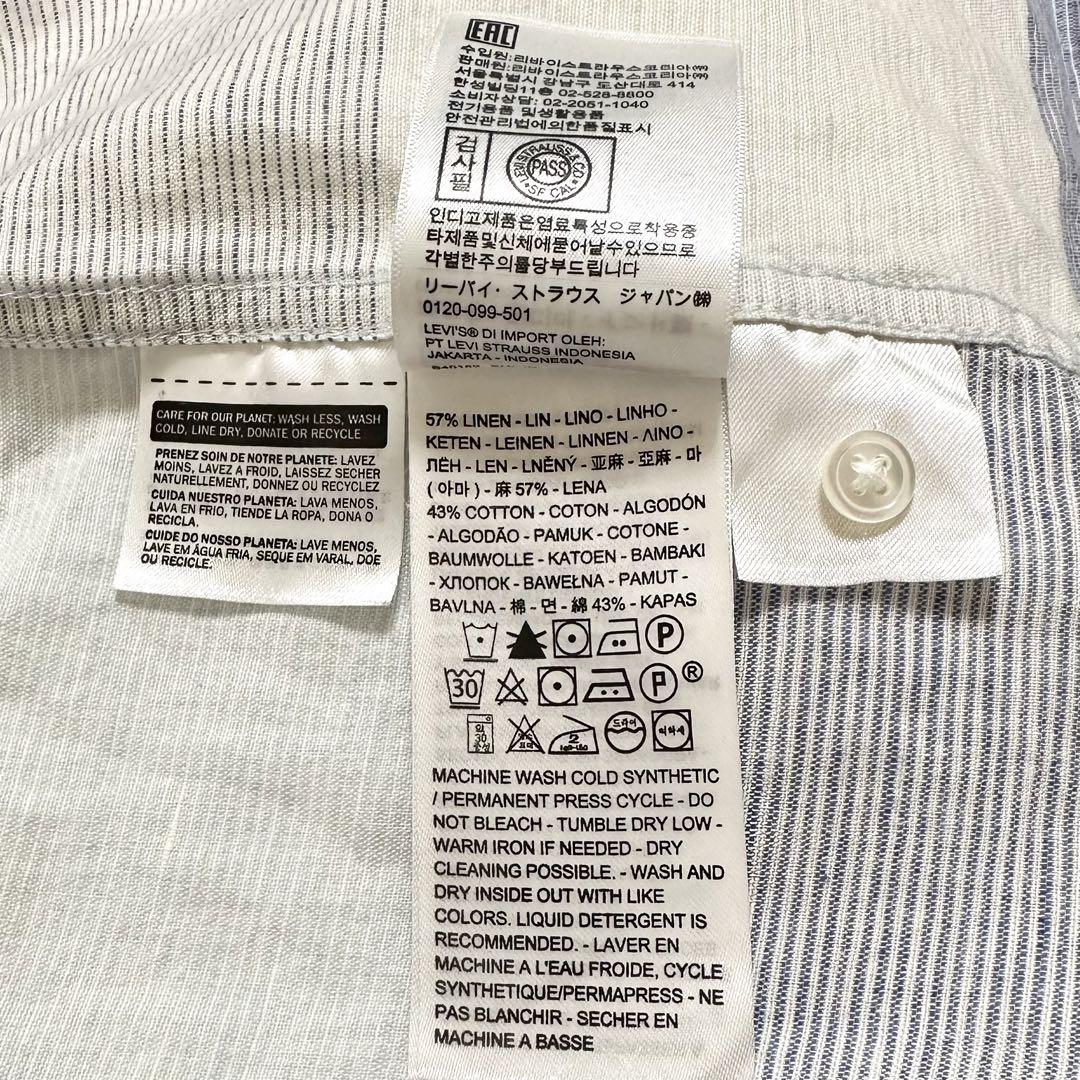 EAC
수입원:리바이스트라우스코리아㈜
판매원:리바이스트라우스코리아㈜
서울특별시 강남구 도산대로 414
한성빌딩11층 02-528-8800
소비자상담: 02-2051-1040
전기용품 및생활용품
안전관리법에의한품질표시
검사필
LEVI STRAUSS & CO
PASS
SF CAL
인디고제품은염료특성으로착용중
타제품및신체에묻어날수있으므로
각별한주의를당부드립니다
リーバイ・ストラウス ジャパン㈱
0120-099-501
LEVI'S® DI IMPORT OLEH:
PT LEVI STRAUSS INDONESIA
JAKARTA - INDONESIA
CARE FOR OUR PLANET: WASH LESS, WASH
COLD, LINE DRY, DONATE OR RECYCLE
PRENEZ SOIN DE NOTRE PLANETE: LAVEZ
MOINS, LAVEZ A FROID, LAISSEZ SECHER
NATURELLEMENT, DONNEZ OU RECYCLEZ
CUIDA NUESTRO PLANETA: LAVA MENOS,
LAVA EN FRIO, TIENDE LA ROPA, DONA O
RECICLA.
CUIDE DO NOSSO PLANETA: LAVE MENOS,
LAVE EM ÁGUA FRIA, SEQUE EM VARAL, DOE
OU RECICLE.
57% LINEN - LIN - LINO - LINHO -
KETEN - LEINEN - LINNEN - ΛΙΝΟ -
ЛЁН - LEN - LNĚNÝ - 亚麻 - 亞麻 - 마
(아마) - 麻 57% - LENA
43% COTTON - COTON - ALGODÓN
- ALGODÃO - PAMUK - COTONE -
BAUMWOLLE - KATOEN - BAMBAKI
- ХЛОПОК - BAWEŁNA - PAMUT -
BAVLNA - 棉 - 면 - 綿 43% - KAPAS
P
30 P ®
약 30 중성 2 드라이
MACHINE WASH COLD SYNTHETIC
/ PERMANENT PRESS CYCLE - DO
NOT BLEACH - TUMBLE DRY LOW -
WARM IRON IF NEEDED - DRY
CLEANING POSSIBLE. - WASH AND
DRY INSIDE OUT WITH LIKE
COLORS. LIQUID DETERGENT IS
RECOMMENDED. - LAVER EN
MACHINE A L'EAU FROIDE, CYCLE
SYNTHETIQUE/PERMAPRESS - NE
PAS BLANCHIR - SECHER EN
MACHINE A BASSE